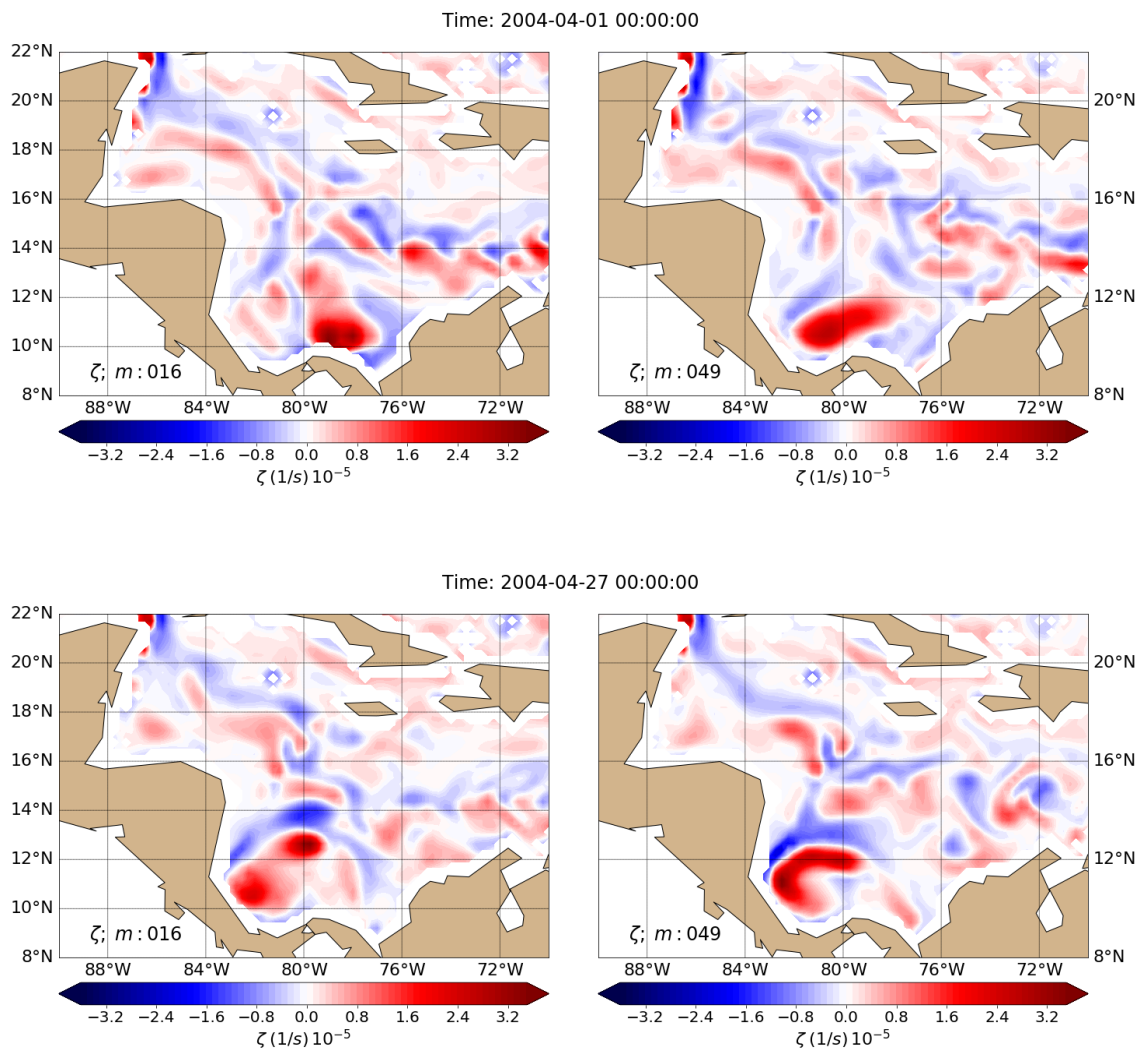 Time: 2004-04-01 00:00:00
22°N
20°N
18°N
16°N
14°N
12°N
10°N
8°N
ζ; m: 016
88°W 84°W 80°W 76°W 72°W
−3.2 −2.4 −1.6 −0.8 0.0 0.8 1.6 2.4 3.2
ζ (1/s) 10⁻⁵
20°N
16°N
12°N
8°N
ζ; m: 049
88°W 84°W 80°W 76°W 72°W
−3.2 −2.4 −1.6 −0.8 0.0 0.8 1.6 2.4 3.2
ζ (1/s) 10⁻⁵
Time: 2004-04-27 00:00:00
22°N
20°N
18°N
16°N
14°N
12°N
10°N
8°N
ζ; m: 016
88°W 84°W 80°W 76°W 72°W
−3.2 −2.4 −1.6 −0.8 0.0 0.8 1.6 2.4 3.2
ζ (1/s) 10⁻⁵
20°N
16°N
12°N
8°N
ζ; m: 049
88°W 84°W 80°W 76°W 72°W
−3.2 −2.4 −1.6 −0.8 0.0 0.8 1.6 2.4 3.2
ζ (1/s) 10⁻⁵